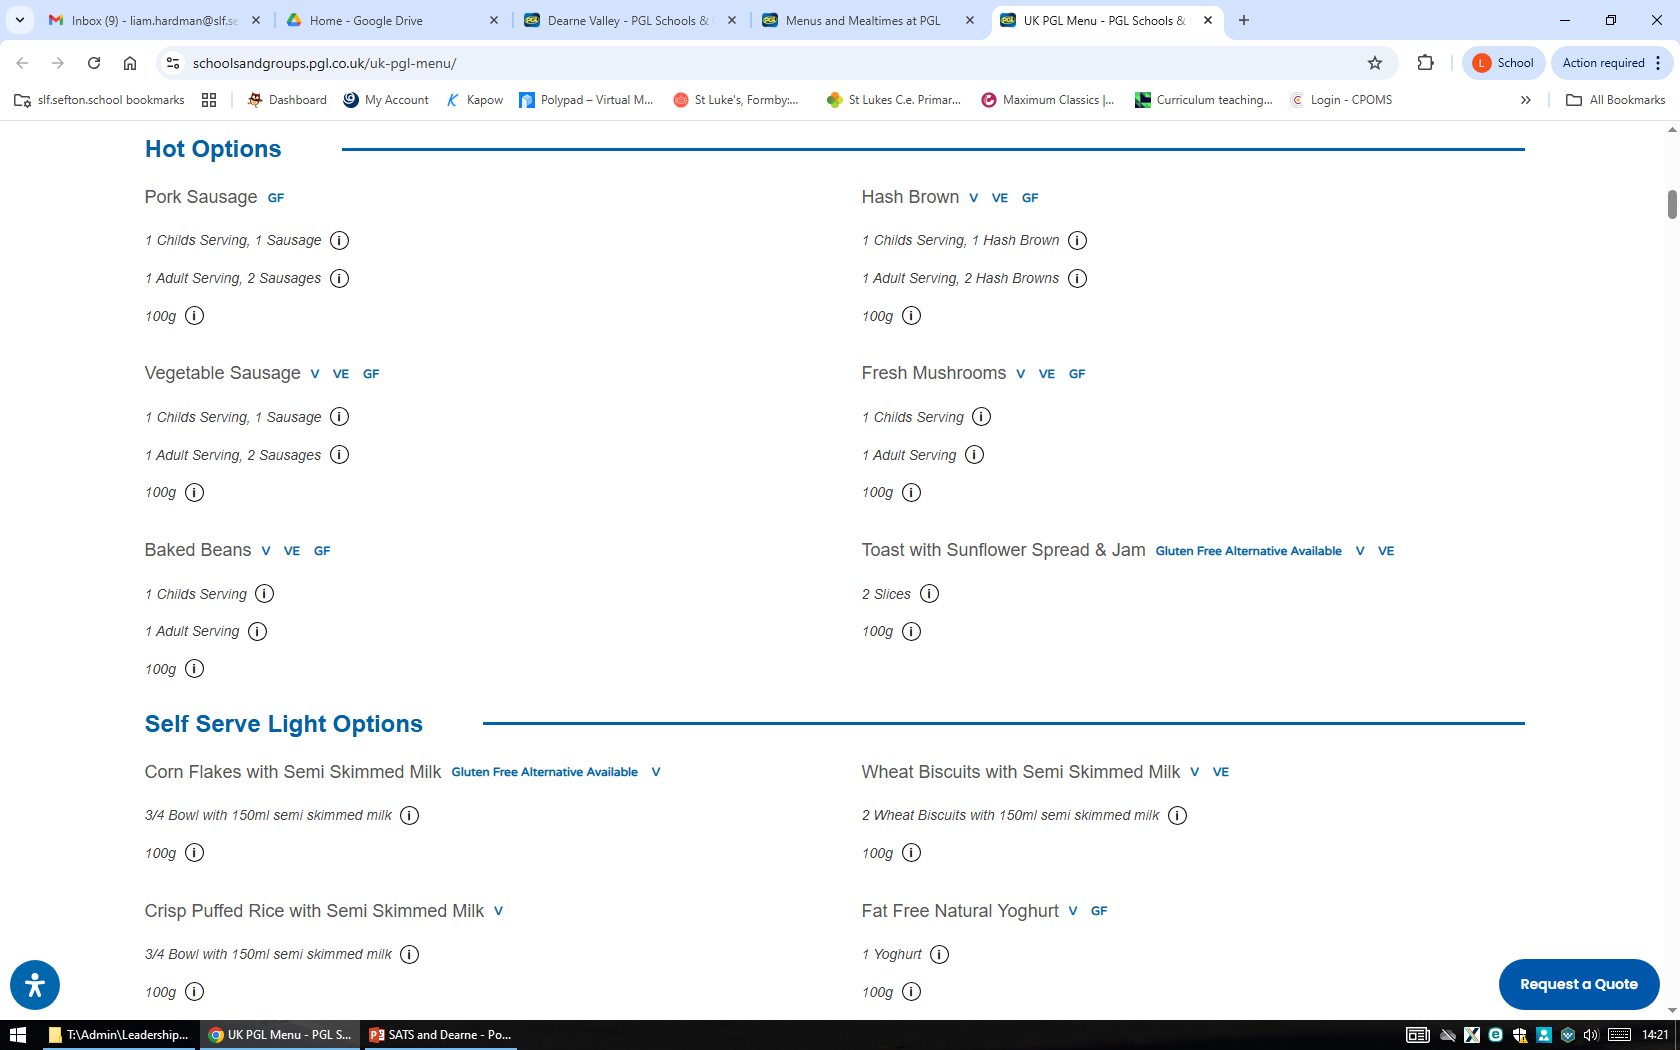 Inbox (9) - liam.hardman@slf.se
Home - Google Drive
Dearne Valley - PGL Schools &
Menus and Mealtimes at PGL
UK PGL Menu - PGL Schools &
schoolsandgroups.pgl.co.uk/uk-pgl-menu/
L School
Action required
slf.sefton.school bookmarks
Dashboard
My Account
Kapow
Polypad – Virtual M...
St Luke's, Formby:...
St Lukes C.e. Primar...
Maximum Classics |...
Curriculum teaching...
Login - CPOMS
All Bookmarks
Hot Options
Pork Sausage GF
1 Childs Serving, 1 Sausage i
1 Adult Serving, 2 Sausages i
100g i
Hash Brown V VE GF
1 Childs Serving, 1 Hash Brown i
1 Adult Serving, 2 Hash Browns i
100g i
Vegetable Sausage V VE GF
1 Childs Serving, 1 Sausage i
1 Adult Serving, 2 Sausages i
100g i
Fresh Mushrooms V VE GF
1 Childs Serving i
1 Adult Serving i
100g i
Baked Beans V VE GF
1 Childs Serving i
1 Adult Serving i
100g i
Toast with Sunflower Spread & Jam Gluten Free Alternative Available V VE
2 Slices i
100g i
Self Serve Light Options
Corn Flakes with Semi Skimmed Milk Gluten Free Alternative Available V
3/4 Bowl with 150ml semi skimmed milk i
100g i
Wheat Biscuits with Semi Skimmed Milk V VE
2 Wheat Biscuits with 150ml semi skimmed milk i
100g i
Crisp Puffed Rice with Semi Skimmed Milk V
3/4 Bowl with 150ml semi skimmed milk i
100g i
Fat Free Natural Yoghurt V GF
1 Yoghurt i
100g i
Request a Quote
T:\Admin\Leadership...
UK PGL Menu - PGL S...
SATS and Dearne - Po...
14:21